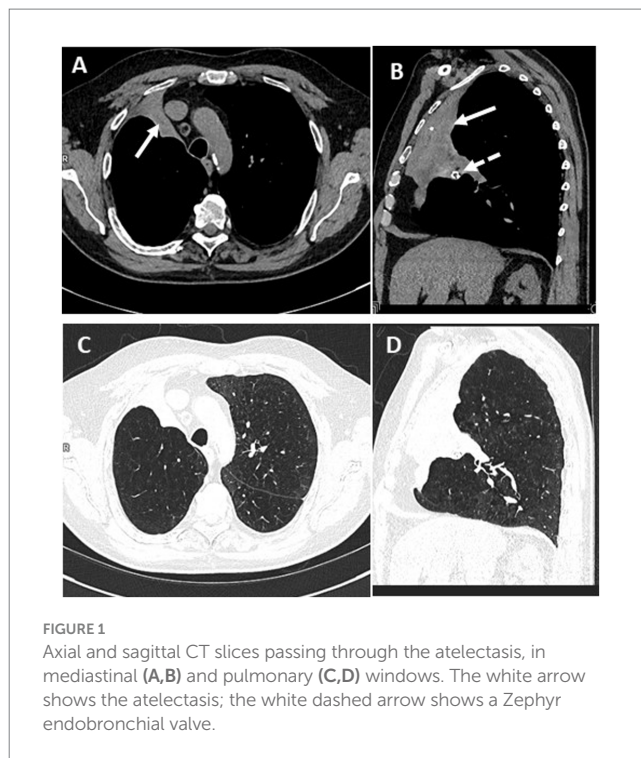 A
B
R
C
D
R
FIGURE 1
Axial and sagittal CT slices passing through the atelectasis, in
mediastinal (A,B) and pulmonary (C,D) windows. The white arrow
shows the atelectasis; the white dashed arrow shows a Zephyr
endobronchial valve.